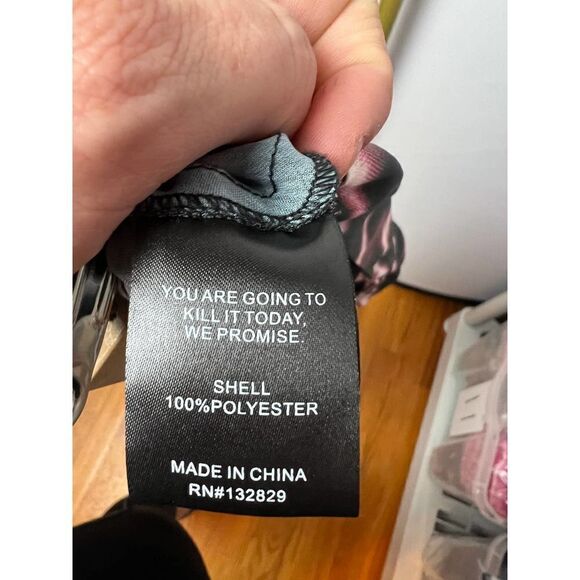 YOU ARE GOING TO
KILL IT TODAY,
WE PROMISE.
SHELL
100%POLYESTER
MADE IN CHINA
RN#132829